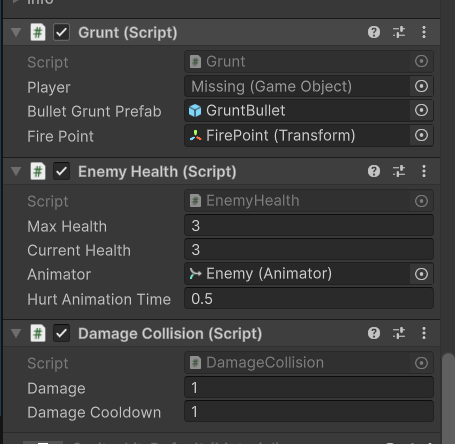 Info
Grunt (Script)
Script Grunt
Player Missing (Game Object)
Bullet Grunt Prefab GruntBullet
Fire Point FirePoint (Transform)
Enemy Health (Script)
Script EnemyHealth
Max Health 3
Current Health 3
Animator Enemy (Animator)
Hurt Animation Time 0.5
Damage Collision (Script)
Script DamageCollision
Damage 1
Damage Cooldown 1